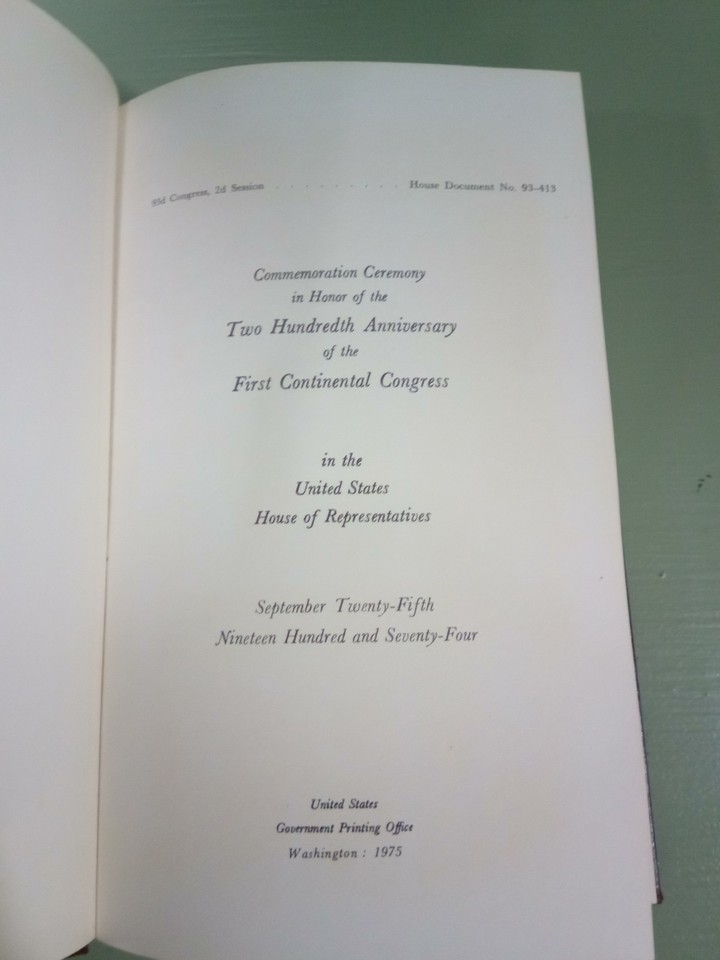 93d Congress, 2d Session . . . . . . . . . House Document No. 93-413
Commemoration Ceremony
in Honor of the
Two Hundredth Anniversary
of the
First Continental Congress
in the
United States
House of Representatives
September Twenty-Fifth
Nineteen Hundred and Seventy-Four
United States
Government Printing Office
Washington : 1975